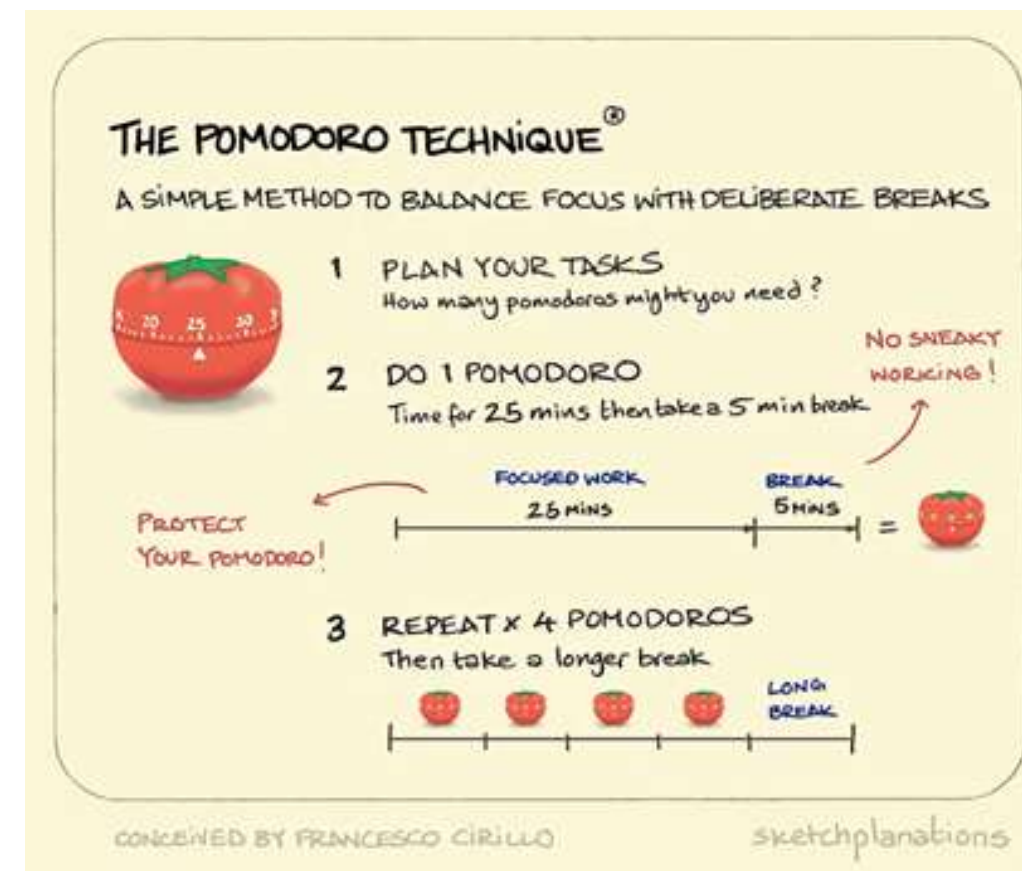 THE POMODORO TECHNIQUE®
A SIMPLE METHOD TO BALANCE FOCUS WITH DELIBERATE BREAKS
1 PLAN YOUR TASKS
How many pomodoros might you need?
20 25 30
2 DO 1 POMODORO
Time for 25 mins then take a 5 min break
NO SNEAKY
WORKING!
FOCUSED WORK
25 MINS
BREAK
5 MINS
=
PROTECT
YOUR POMODORO!
3 REPEAT x 4 POMODOROS
Then take a longer break
LONG
BREAK
CONCEIVED BY FRANCESCO CIRILLO
sketchplanations